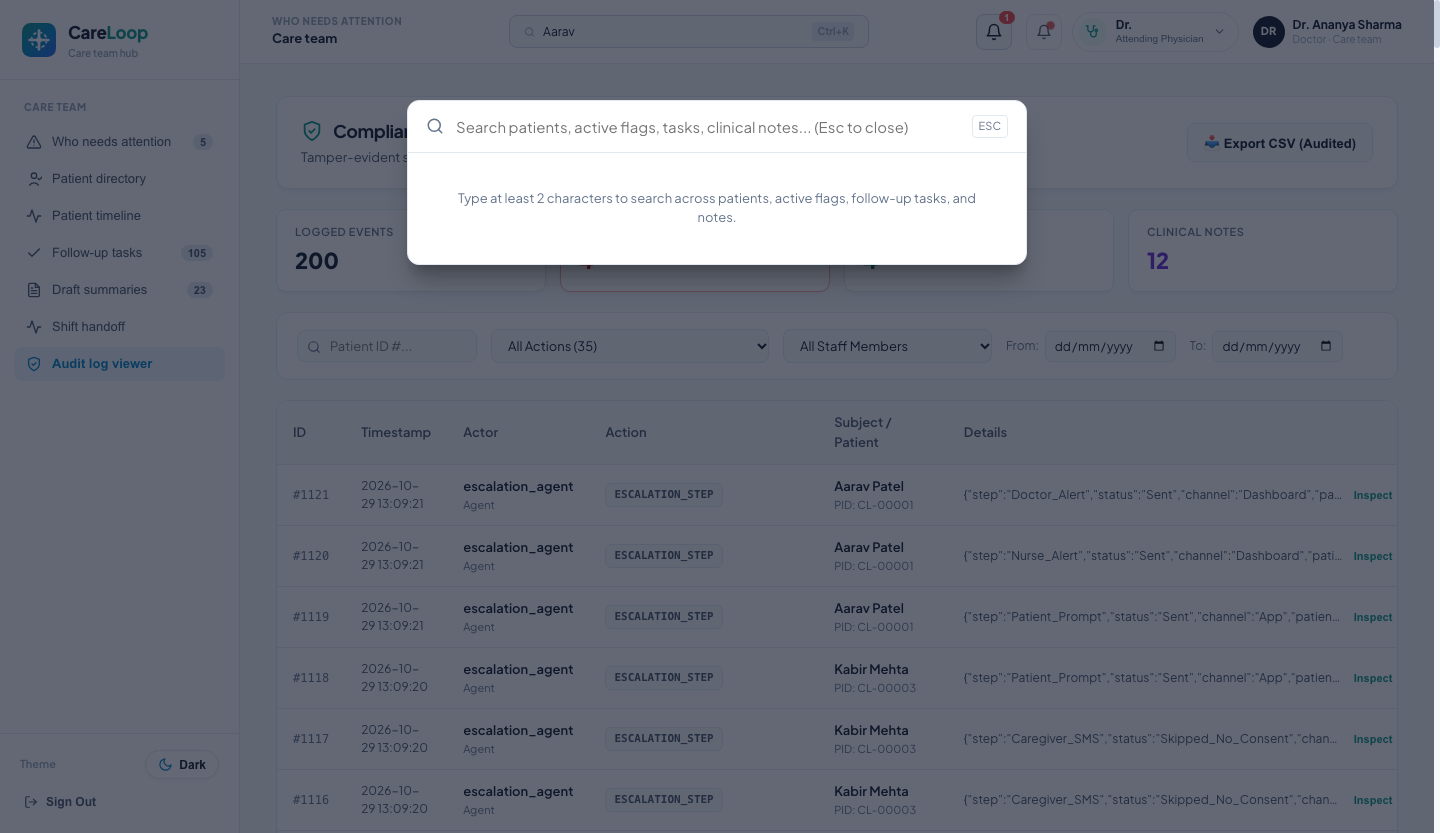 CareLoop
Care team hub
WHO NEEDS ATTENTION
Care team
Aarav
Ctrl+K
1
Dr.
Attending Physician
DR
Dr. Ananya Sharma
Doctor · Care team
CARE TEAM
Who needs attention 5
Patient directory
Patient timeline
Follow-up tasks 105
Draft summaries 23
Shift handoff
Audit log viewer
Theme
Dark
Sign Out
Search patients, active flags, tasks, clinical notes... (Esc to close)
ESC
Type at least 2 characters to search across patients, active flags, follow-up tasks, and
notes.
Tamper-evident
Export CSV (Audited)
LOGGED EVENTS
200
CLINICAL NOTES
12
Patient ID #...
All Actions (35)
All Staff Members
From:
dd/mm/yyyy
To:
dd/mm/yyyy
ID Timestamp Actor Action Subject / Patient Details
#1121 2026-10-29 13:09:21 escalation_agent Agent ESCALATION_STEP Aarav Patel PID: CL-00001 {"step":"Doctor_Alert","status":"Sent","channel":"Dashboard","pa... Inspect
#1120 2026-10-29 13:09:21 escalation_agent Agent ESCALATION_STEP Aarav Patel PID: CL-00001 {"step":"Nurse_Alert","status":"Sent","channel":"Dashboard","pati... Inspect
#1119 2026-10-29 13:09:21 escalation_agent Agent ESCALATION_STEP Aarav Patel PID: CL-00001 {"step":"Patient_Prompt","status":"Sent","channel":"App","patien... Inspect
#1118 2026-10-29 13:09:20 escalation_agent Agent ESCALATION_STEP Kabir Mehta PID: CL-00003 {"step":"Patient_Prompt","status":"Sent","channel":"App","patien... Inspect
#1117 2026-10-29 13:09:20 escalation_agent Agent ESCALATION_STEP Kabir Mehta PID: CL-00003 {"step":"Caregiver_SMS","status":"Skipped_No_Consent","chan... Inspect
#1116 2026-10-29 13:09:20 escalation_agent Agent ESCALATION_STEP Kabir Mehta PID: CL-00003 {"step":"Caregiver_SMS","status":"Skipped_No_Consent","chan... Inspect